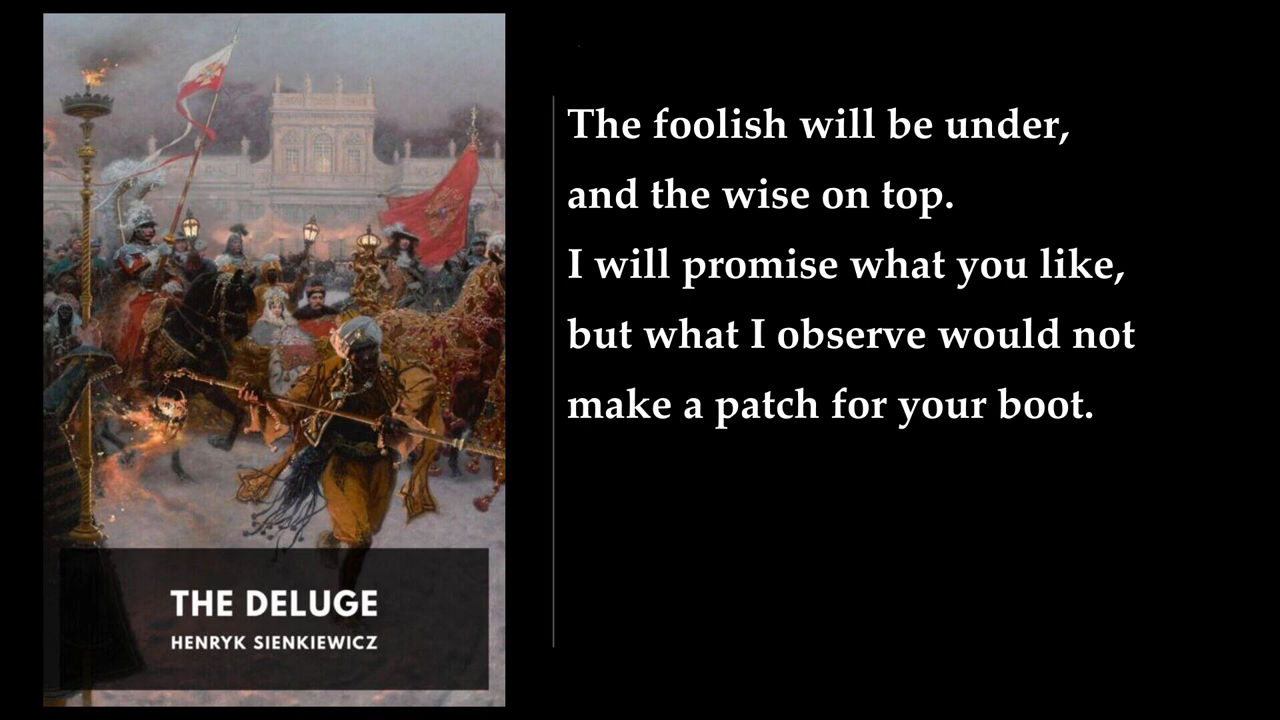 The foolish will be under,
and the wise on top.
I will promise what you like,
but what I observe would not
make a patch for your boot.
THE DELUGE
HENRYK SIENKIEWICZ